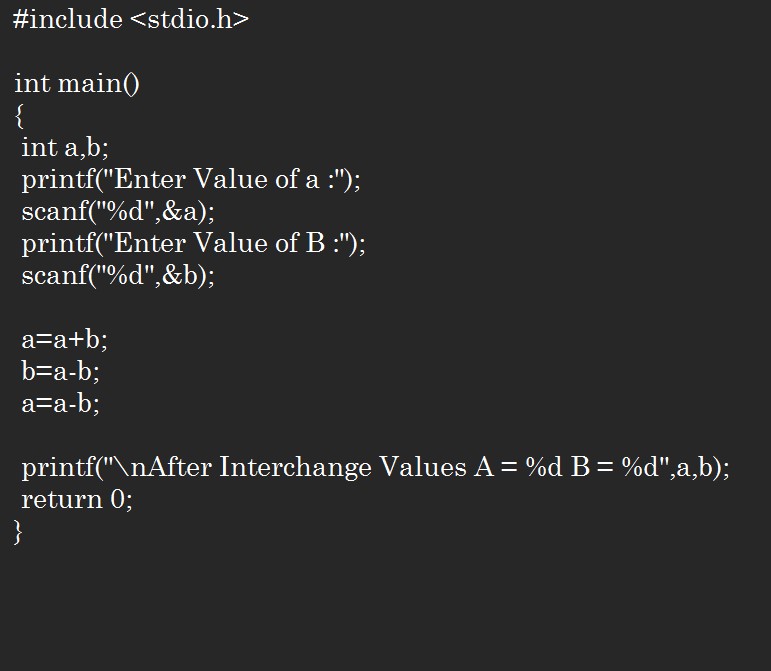 #include <stdio.h>
int main()
{
int a,b;
printf("Enter Value of a :");
scanf("%d",&a);
printf("Enter Value of B :");
scanf("%d",&b);
a=a+b;
b=a-b;
a=a-b;
printf("\nAfter Interchange Values A = %d B = %d",a,b);
return 0;
}